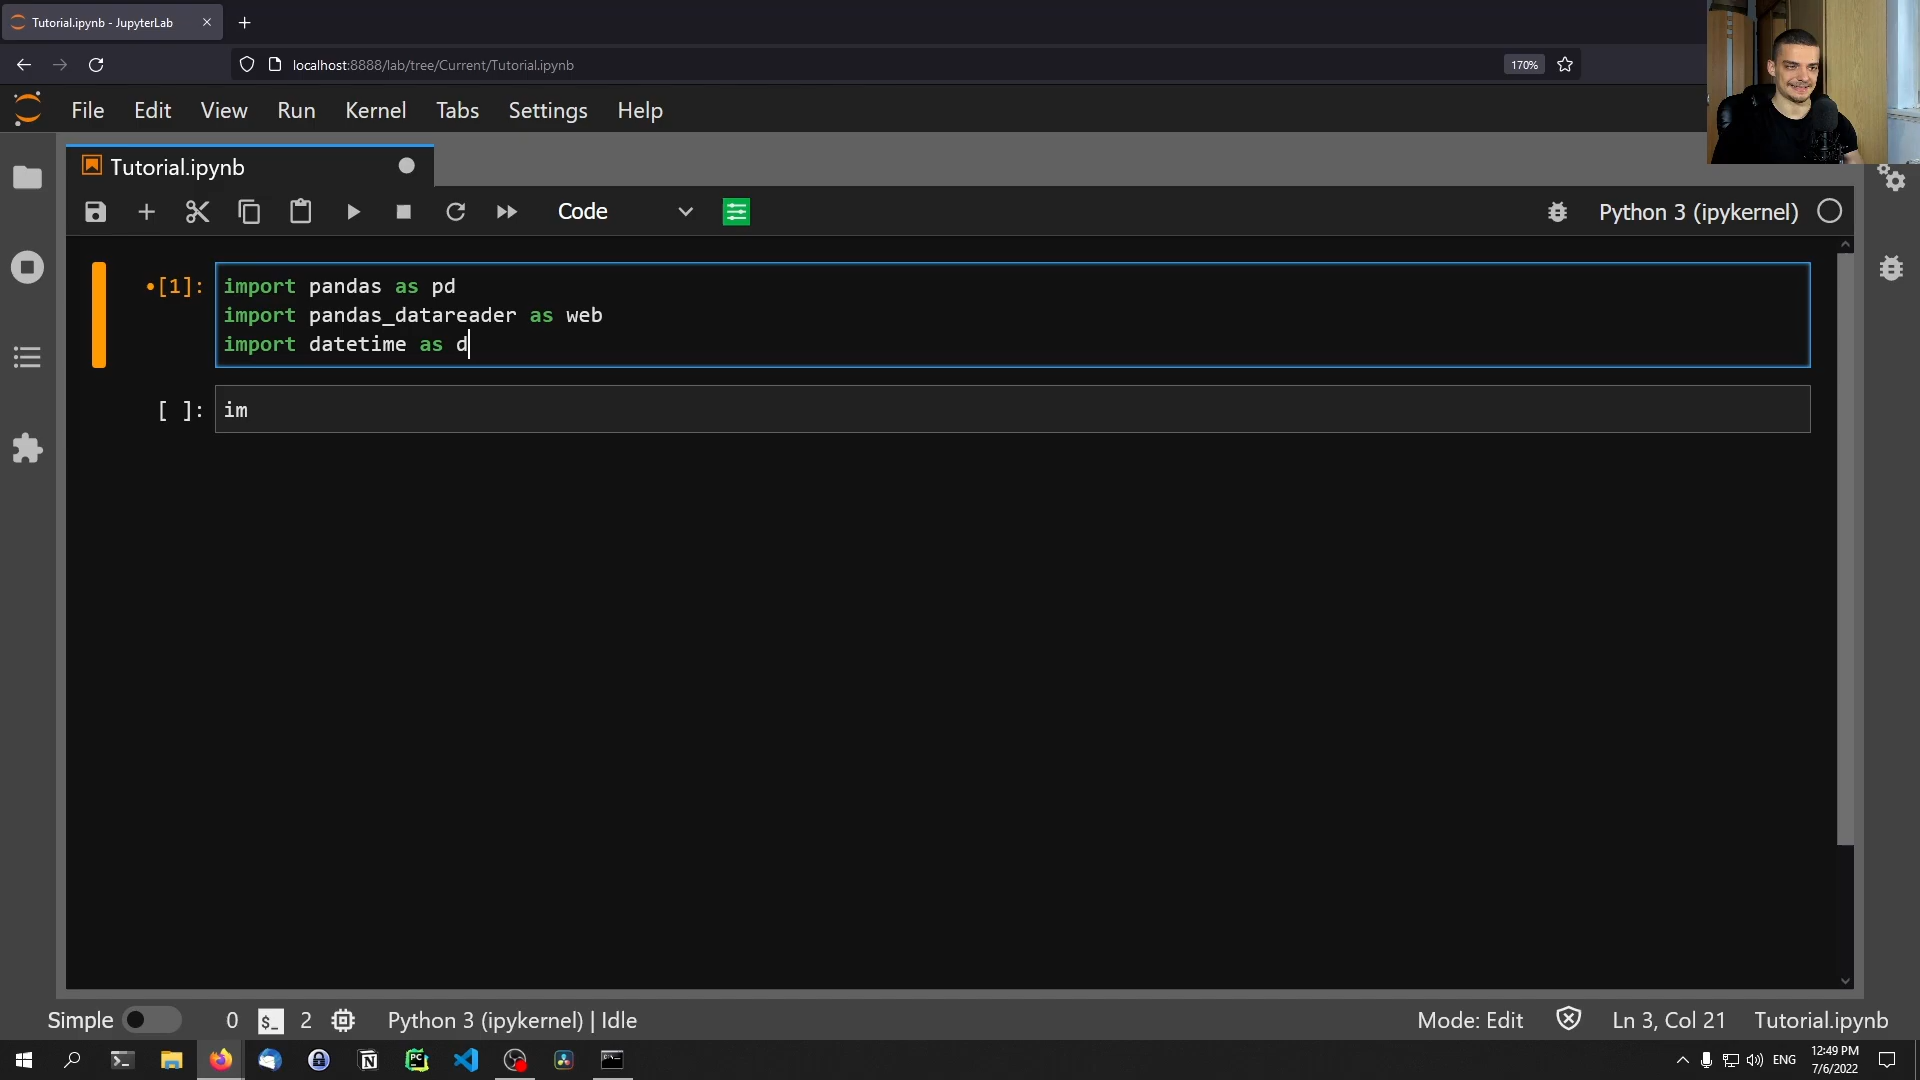 Tutorial.ipynb - JupyterLab
localhost:8888/lab/tree/Current/Tutorial.ipynb
170%
File Edit View Run Kernel Tabs Settings Help
Tutorial.ipynb
Code
Python 3 (ipykernel)
•[1]:
import pandas as pd
import pandas_datareader as web
import datetime as d
[ ]:
im
Simple 0 $_ 2 Python 3 (ipykernel) | Idle Mode: Edit Ln 3, Col 21 Tutorial.ipynb
ENG
12:49 PM
7/6/2022